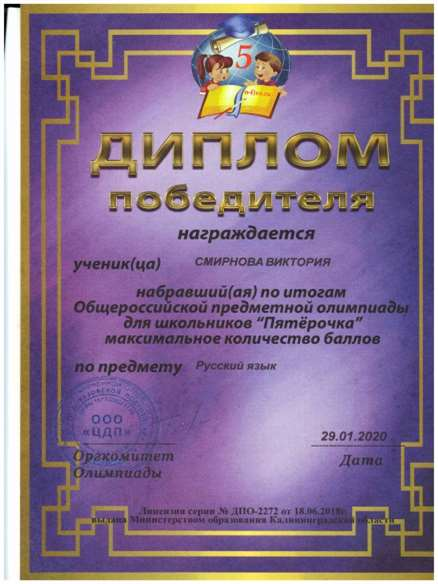 5
ДИПЛОМ
победителя
награждается
ученик(ца) СМИРНОВА ВИКТОРИЯ
набравший(ая) по итогам
Общероссийской предметной олимпиады
для школьников "Пятёрочка"
максимальное количество баллов
по предмету Русский язык
ООО
«ЦДП»
29.01.2020
Оргкомитет Дата
Олимпиады
Лицензия серии № ДПО-2272 от 18.06.2018г.
выдана Министерством образования Калининградской области